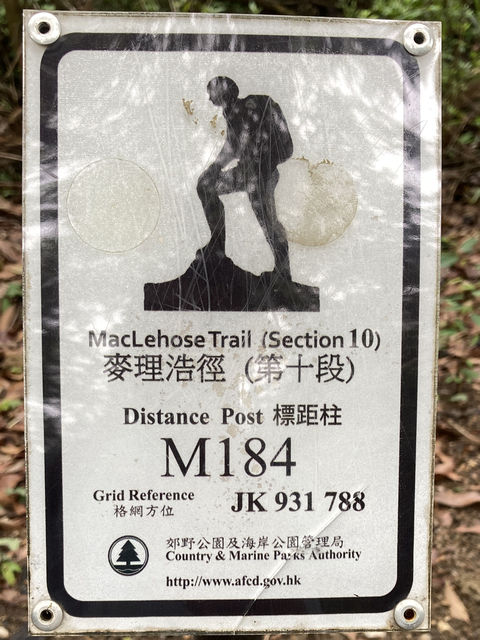 MacLehose Trail (Section 10)
麥理浩徑 (第十段)
Distance Post 標距柱
M184
Grid Reference JK 931 788
格網方位
郊野公園及海岸公園管理局
Country & Marine Parks Authority
http://www.afcd.gov.hk